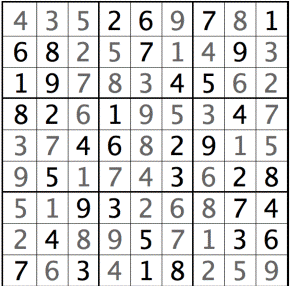 4 3 5 2 6 9 7 8 1
6 8 2 5 7 1 4 9 3
1 9 7 8 3 4 5 6 2
8 2 6 1 9 5 3 4 7
3 7 4 6 8 2 9 1 5
9 5 1 7 4 3 6 2 8
5 1 9 3 2 6 8 7 4
2 4 8 9 5 7 1 3 6
7 6 3 4 1 8 2 5 9